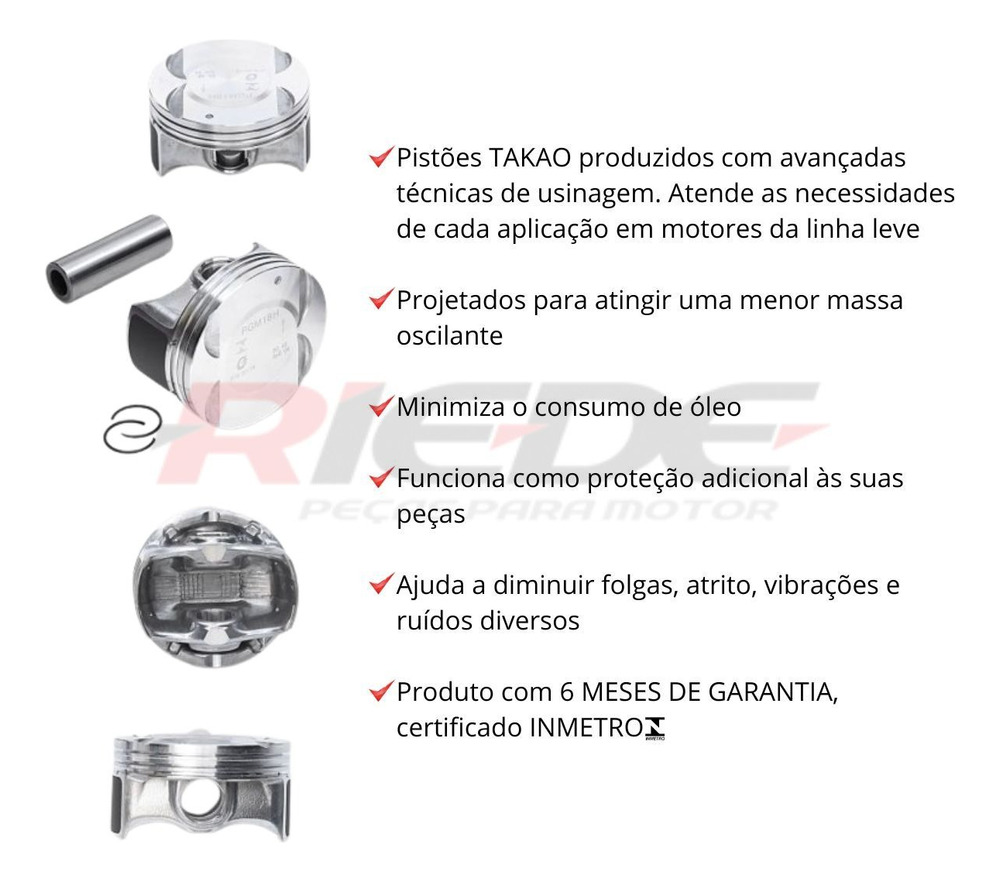 Pistões TAKAO produzidos com avançadas
técnicas de usinagem. Atende as necessidades
de cada aplicação em motores da linha leve
Projetados para atingir uma menor massa
oscilante
PGM18H
Minimiza o consumo de óleo
RIEDE
Funciona como proteção adicional às suas
peças
PEÇAS PARA MOTOR
Ajuda a diminuir folgas, atrito, vibrações e
ruídos diversos
Produto com 6 MESES DE GARANTIA,
certificado INMETRO
INMETRO